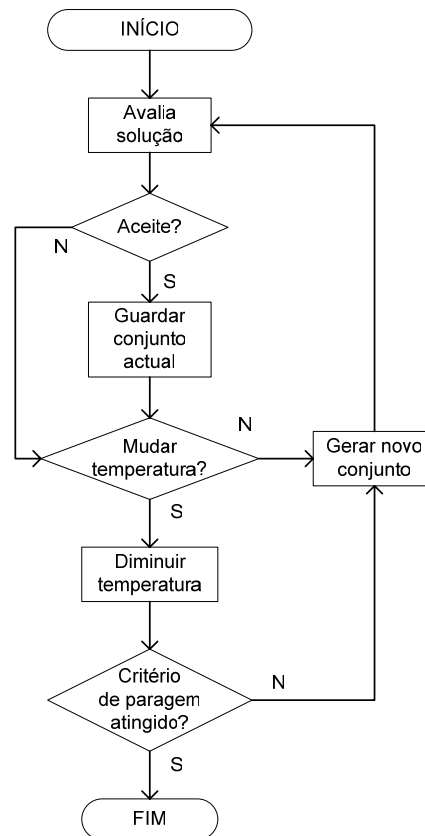 INÍCIO
Avalia
solução
Aceite?
N
S
Guardar
conjunto
actual
Mudar
temperatura?
N
Gerar novo
conjunto
S
Diminuir
temperatura
Critério
de paragem
atingido?
N
S
FIM